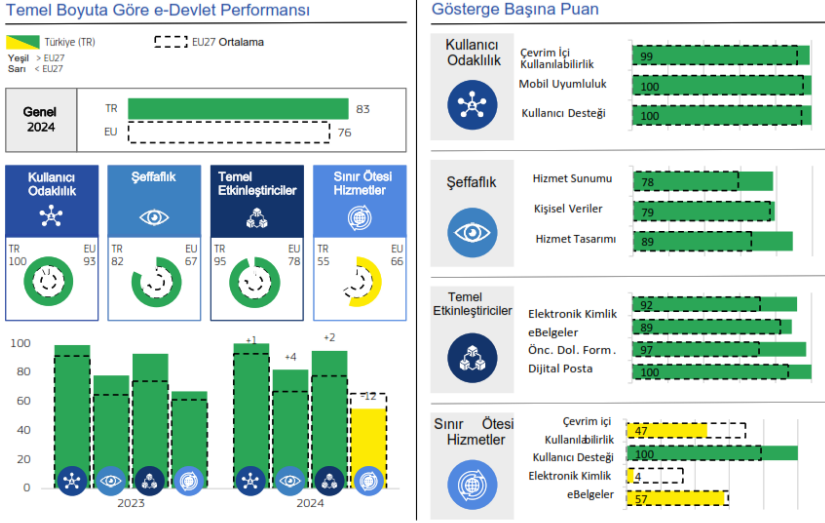 Temel Boyuta Göre e-Devlet Performansı
Türkiye (TR)
EU27 Ortalama
Yeşil > EU27
Sarı < EU27
Genel
2024
TR
83
EU
76
Kullanıcı
Odaklılık
Şeffaflık
Temel
Etkinleştiriciler
Sınır Ötesi
Hizmetler
TR
100
EU
93
TR
82
EU
67
TR
95
EU
78
TR
55
EU
66
100
80
60
40
20
0
+1
+4
+2
-12
2023
2024
Gösterge Başına Puan
Kullanıcı
Odaklılık
Çevrim İçi
Kullanılabilirlik
99
Mobil Uyumluluk
100
Kullanıcı Desteği
100
Şeffaflık
Hizmet Sunumu
78
Kişisel Veriler
79
Hizmet Tasarımı
89
Temel
Etkinleştiriciler
Elektronik Kimlik
92
eBelgeler
89
Önc. Dol. Form.
97
Dijital Posta
100
Sınır Ötesi
Hizmetler
Çevrim içi
Kullanılabilirlik
47
Kullanıcı Desteği
100
Elektronik Kimlik
4
eBelgeler
57